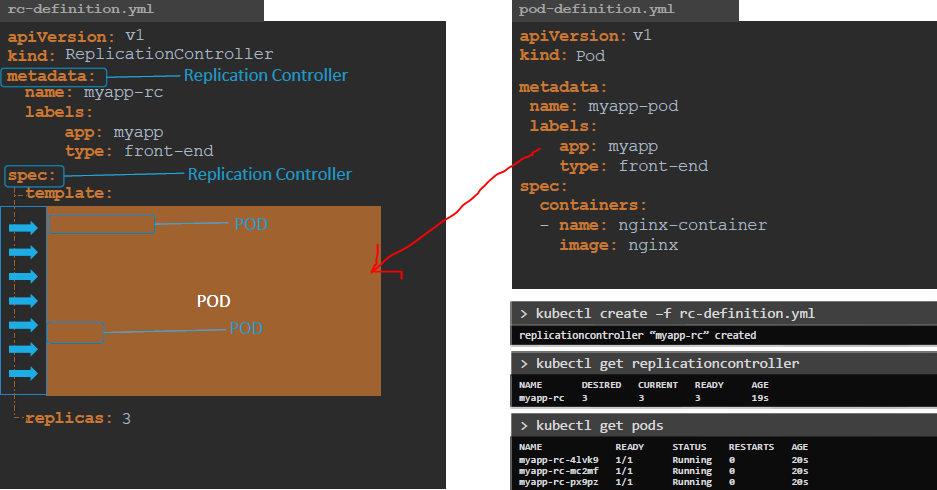 rc-definition.yml
apiVersion: v1
kind: ReplicationController
metadata: Replication Controller
name: myapp-rc
labels:
app: myapp
type: front-end
spec: Replication Controller
template:
POD
POD
POD
replicas: 3
pod-definition.yml
apiVersion: v1
kind: Pod
metadata:
name: myapp-pod
labels:
app: myapp
type: front-end
spec:
containers:
- name: nginx-container
image: nginx
> kubectl create –f rc-definition.yml
replicationcontroller “myapp-rc” created
> kubectl get replicationcontroller
NAME DESIRED CURRENT READY AGE
myapp-rc 3 3 3 19s
> kubectl get pods
NAME READY STATUS RESTARTS AGE
myapp-rc-4lvk9 1/1 Running 0 20s
myapp-rc-mc2mf 1/1 Running 0 20s
myapp-rc-px9pz 1/1 Running 0 20s